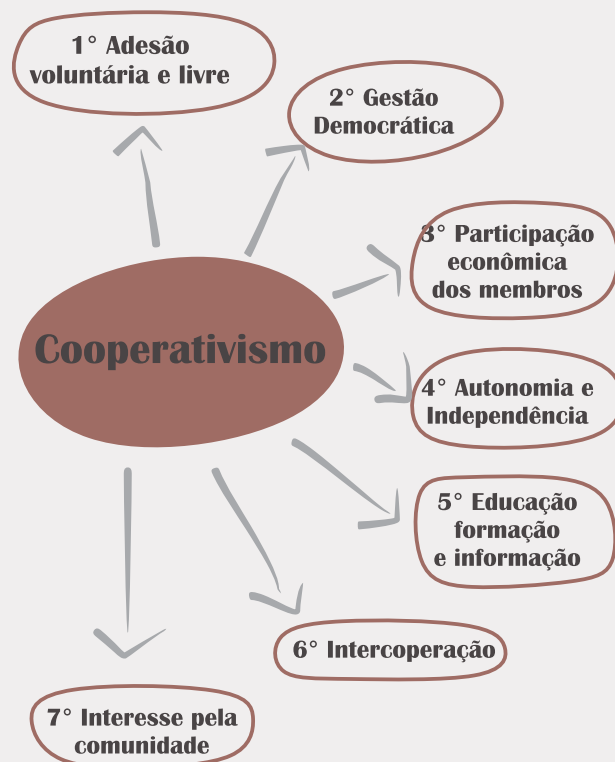 1° Adesão
voluntária e livre
2° Gestão
Democrática
3° Participação
econômica
dos membros
Cooperativismo
4° Autonomia e
Independência
5° Educação
formação
e informação
6° Intercoperação
7° Interesse pela
comunidade